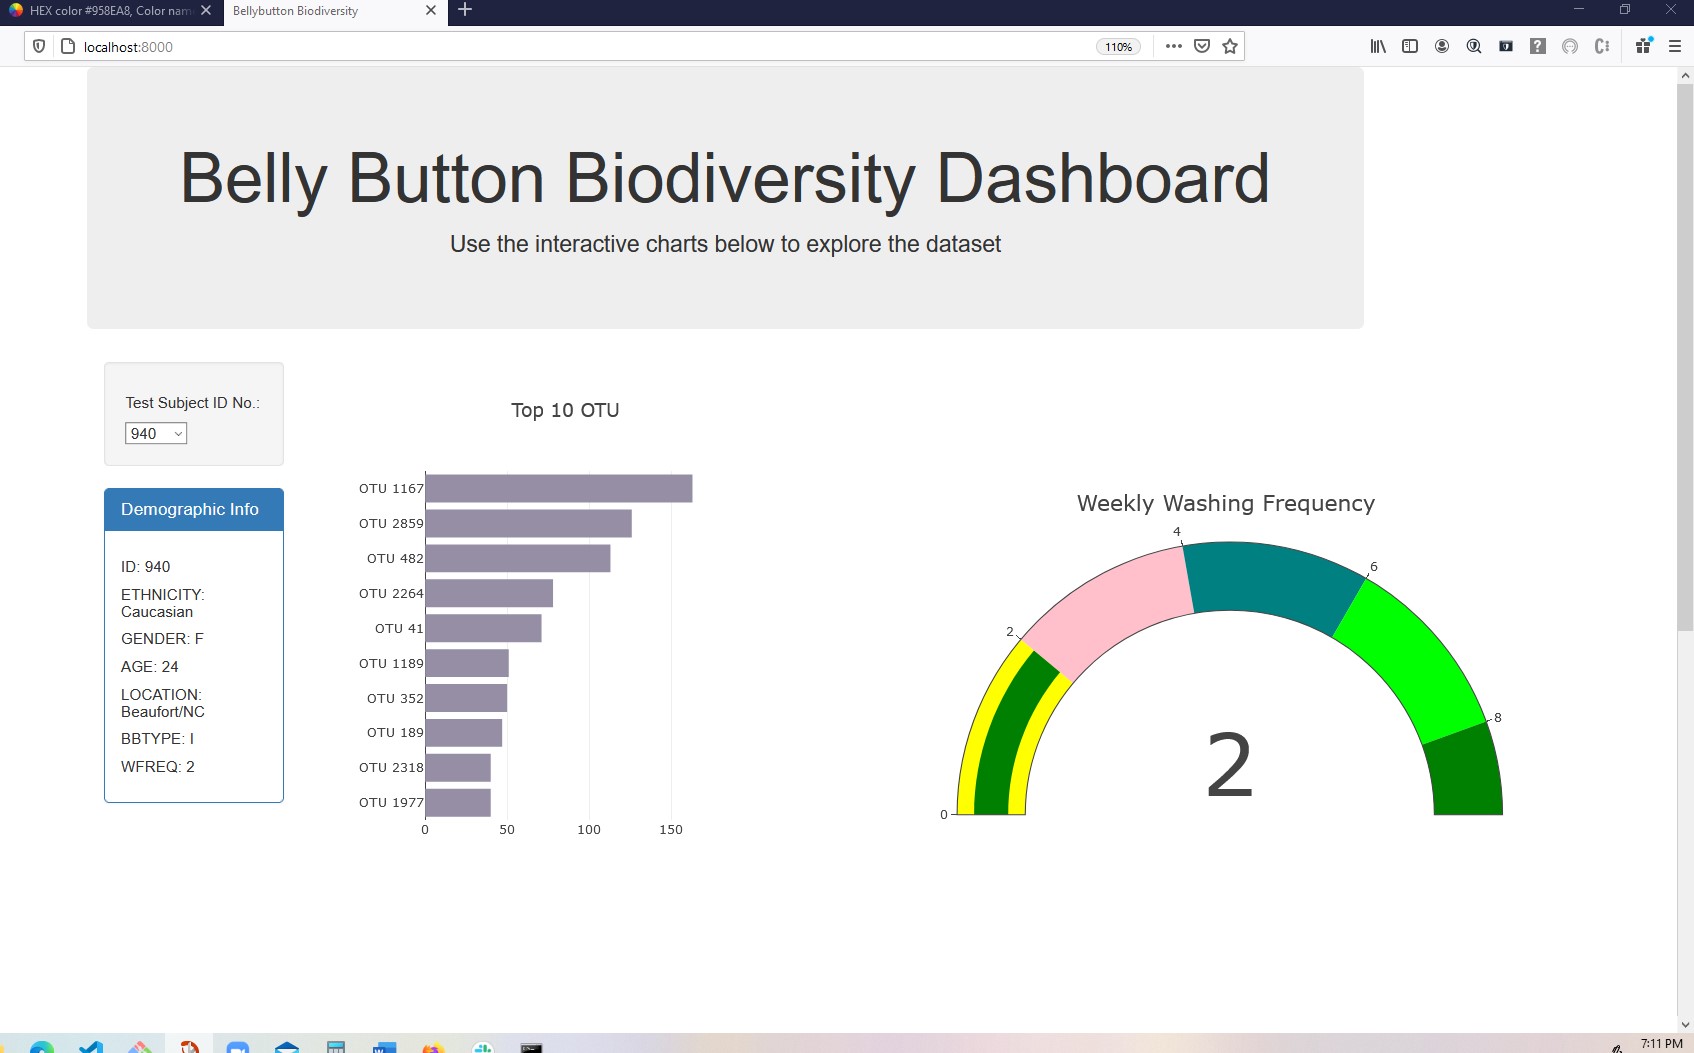 HEX color #958EA8, Color nam
Bellybutton Biodiversity
localhost:8000
110%
Belly Button Biodiversity Dashboard
Use the interactive charts below to explore the dataset
Test Subject ID No.:
940
Demographic Info
ID: 940
ETHNICITY:
Caucasian
GENDER: F
AGE: 24
LOCATION:
Beaufort/NC
BBTYPE: I
WFREQ: 2
Top 10 OTU
OTU 1167
OTU 2859
OTU 482
OTU 2264
OTU 41
OTU 1189
OTU 352
OTU 189
OTU 2318
OTU 1977
0 50 100 150
Weekly Washing Frequency
0
2
4
6
8
2
7:11 PM